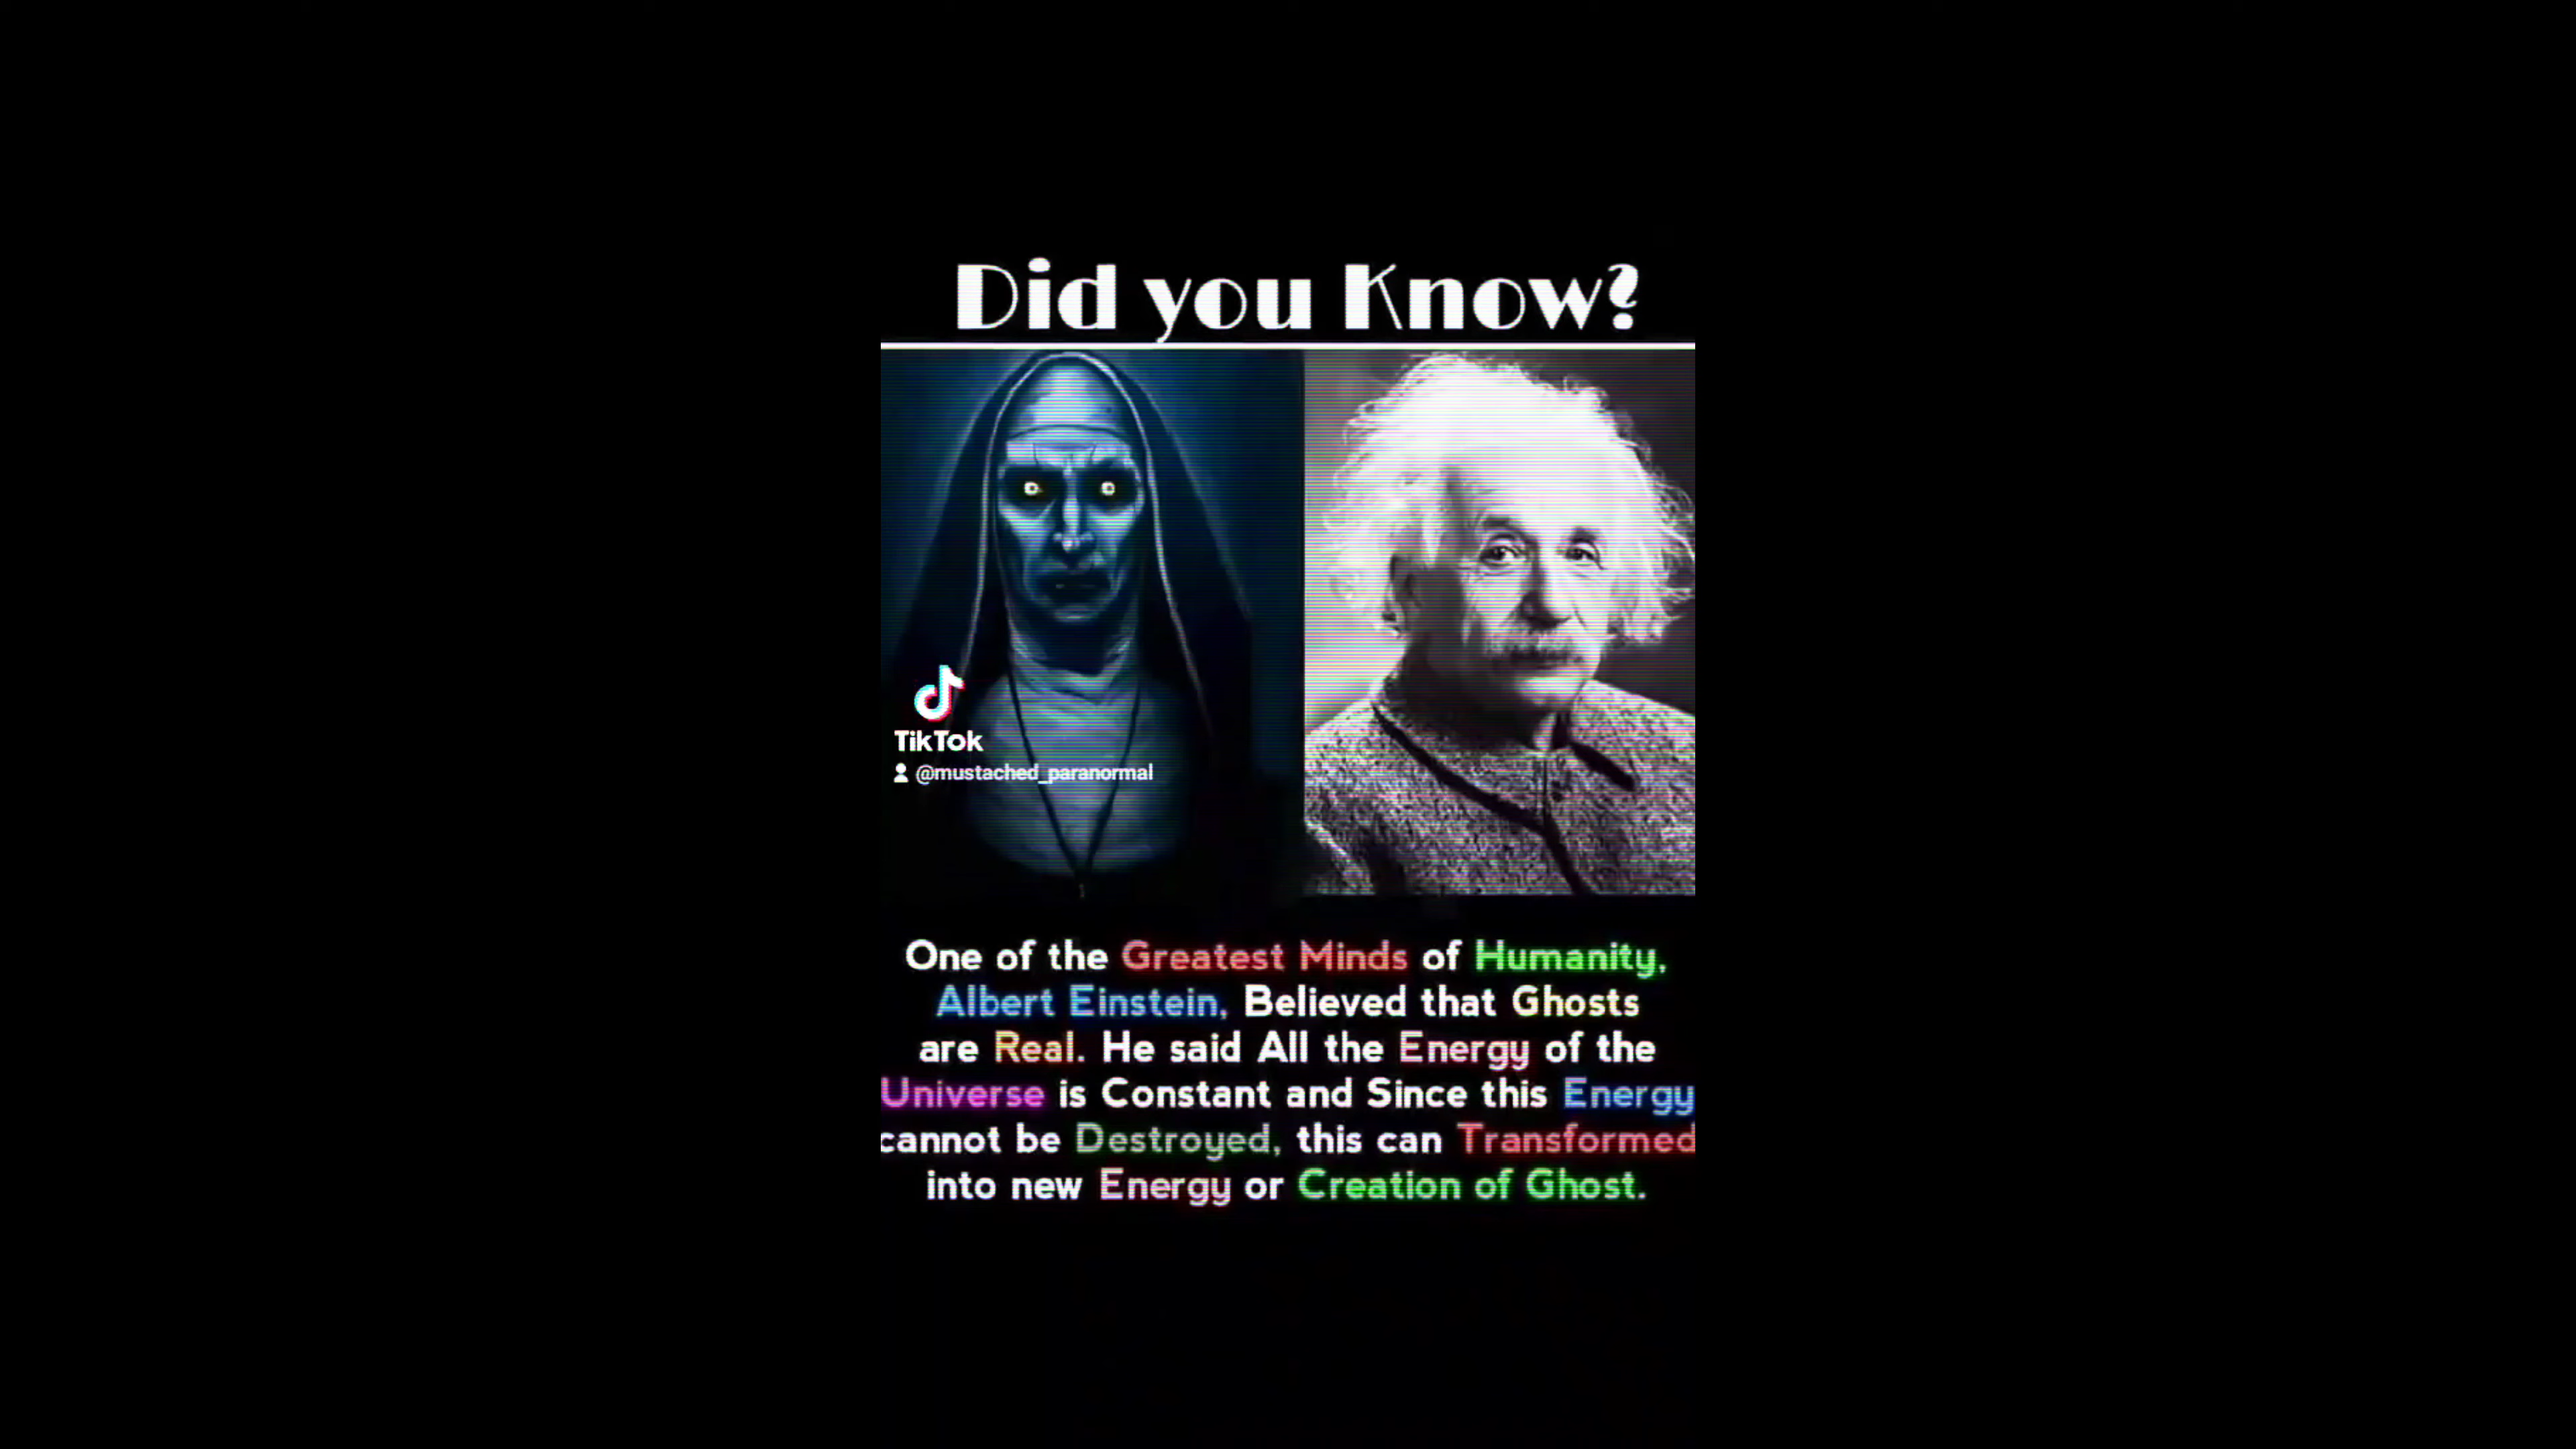 Did you Know?
TikTok
@mustached_paranormal
One of the Greatest Minds of Humanity,
Albert Einstein, Believed that Ghosts
are Real. He said All the Energy of the
Universe is Constant and Since this Energy
cannot be Destroyed, this can Transformed
into new Energy or Creation of Ghost.